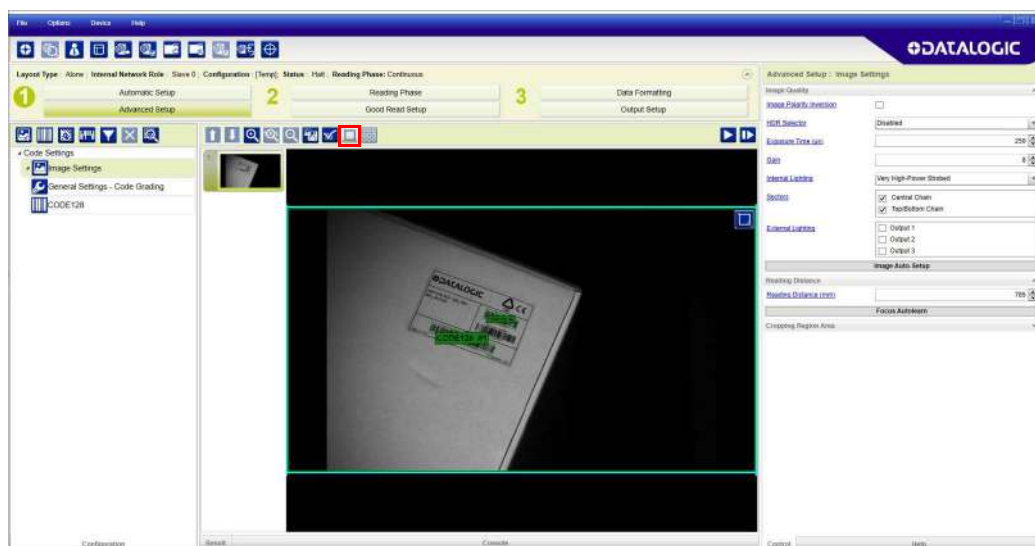 File Options Device Help
DATALOGIC
Layout Type : Alone ; Internal Network Role : Slave 0 ; Configuration : [Temp]; Status : Halt ; Reading Phase: Continuous
1 Automatic Setup
Advanced Setup
2 Reading Phase
Good Read Setup
3 Data Formatting
Output Setup
Code Settings
Image Settings
General Settings - Code Grading
CODE128
DATALOGIC
CODE128 #1
Advanced Setup : Image Settings
Image Quality
Image Polarity Inversion
HDR Selector Disabled
Exposure Time (us) 250
Gain 8
Internal Lighting Very High-Power Strobed
Sectors Central Chain
Top/Bottom Chain
External Lighting Output 1
Output 2
Output 3
Image Auto Setup
Reading Distance
Reading Distance (mm) 785
Focus Autolearn
Cropping Region Area
Configuration
Result
Console
Control
Help